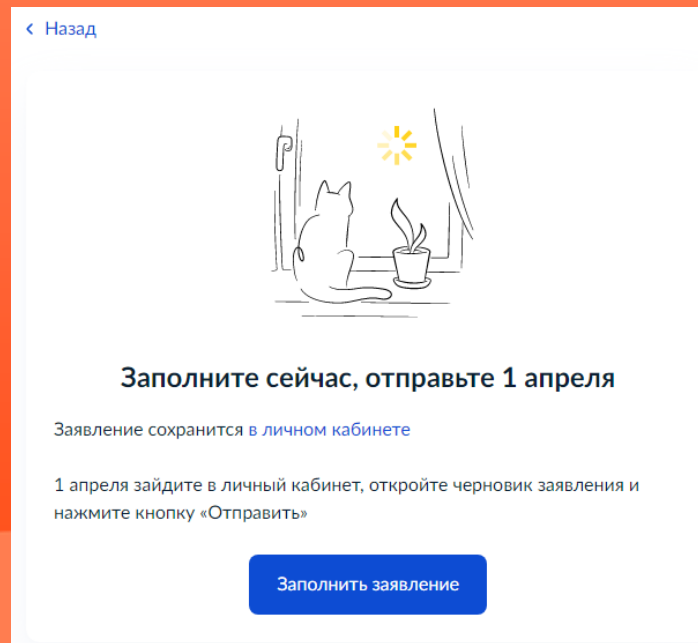 Назад
Заполните сейчас, отправьте 1 апреля
Заявление сохранится в личном кабинете
1 апреля зайдите в личный кабинет, откройте черновик заявления и
нажмите кнопку «Отправить»
Заполнить заявление